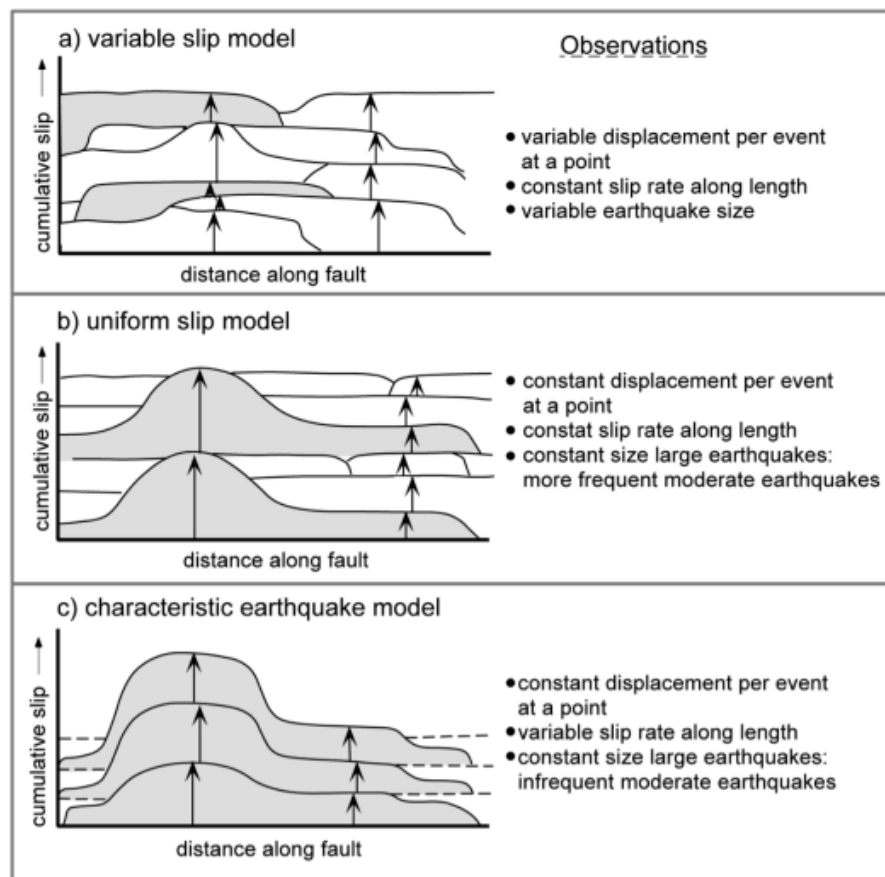 a) variable slip model
Observations
cumulative slip
distance along fault
• variable displacement per event
at a point
• constant slip rate along length
• variable earthquake size
b) uniform slip model
cumulative slip
distance along fault
• constant displacement per event
at a point
• constat slip rate along length
• constant size large earthquakes:
more frequent moderate earthquakes
c) characteristic earthquake model
cumulative slip
distance along fault
• constant displacement per event
at a point
• variable slip rate along length
• constant size large earthquakes:
infrequent moderate earthquakes